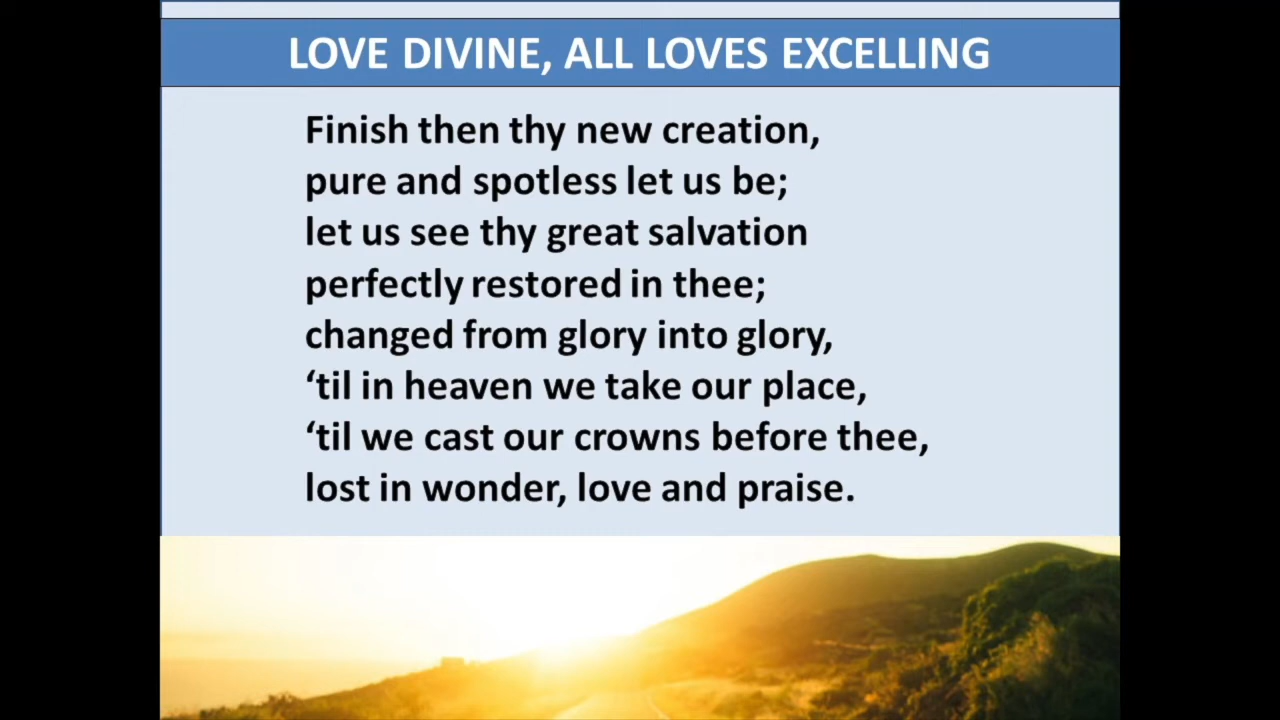 LOVE DIVINE, ALL LOVES EXCELLING
Finish then thy new creation,
pure and spotless let us be;
let us see thy great salvation
perfectly restored in thee;
changed from glory into glory,
‘til in heaven we take our place,
‘til we cast our crowns before thee,
lost in wonder, love and praise.